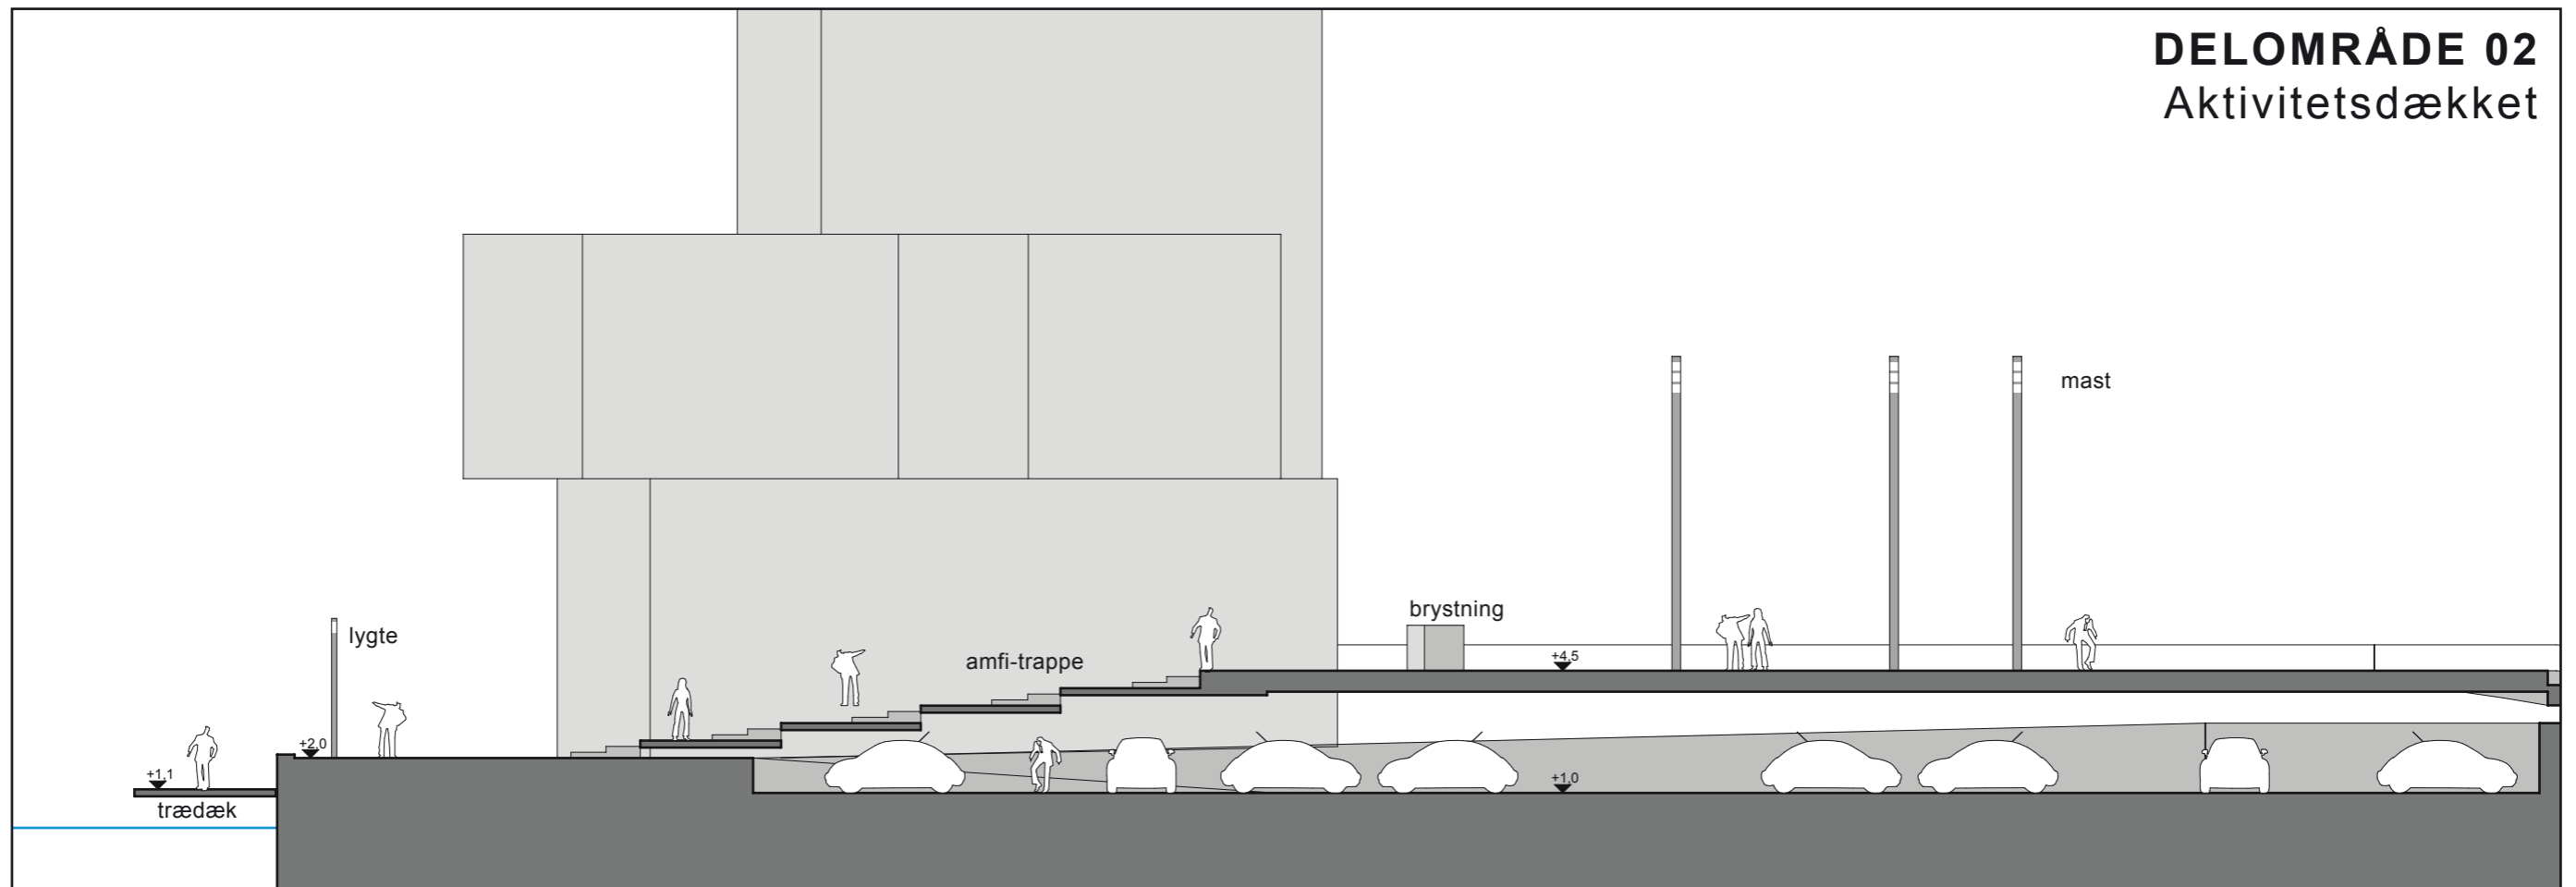 DELOMRÅDE 02
Aktivitetsdækket
mast
brystning
lygte
amfi-trappe
+4,5
+2,0
+1,1
+1,0
trædæk